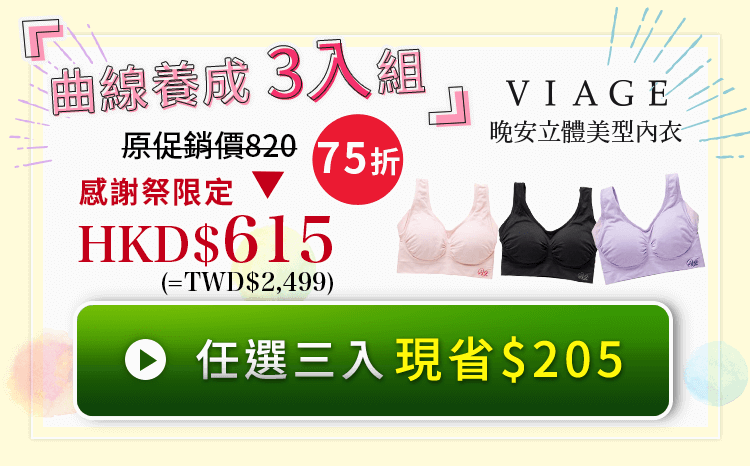 『曲線養成 3入組』
VIAGE
晚安立體美型內衣
原促銷價820
75折
感謝祭限定▼
HKD$615
(=TWD$2,499)
任選三入現省$205